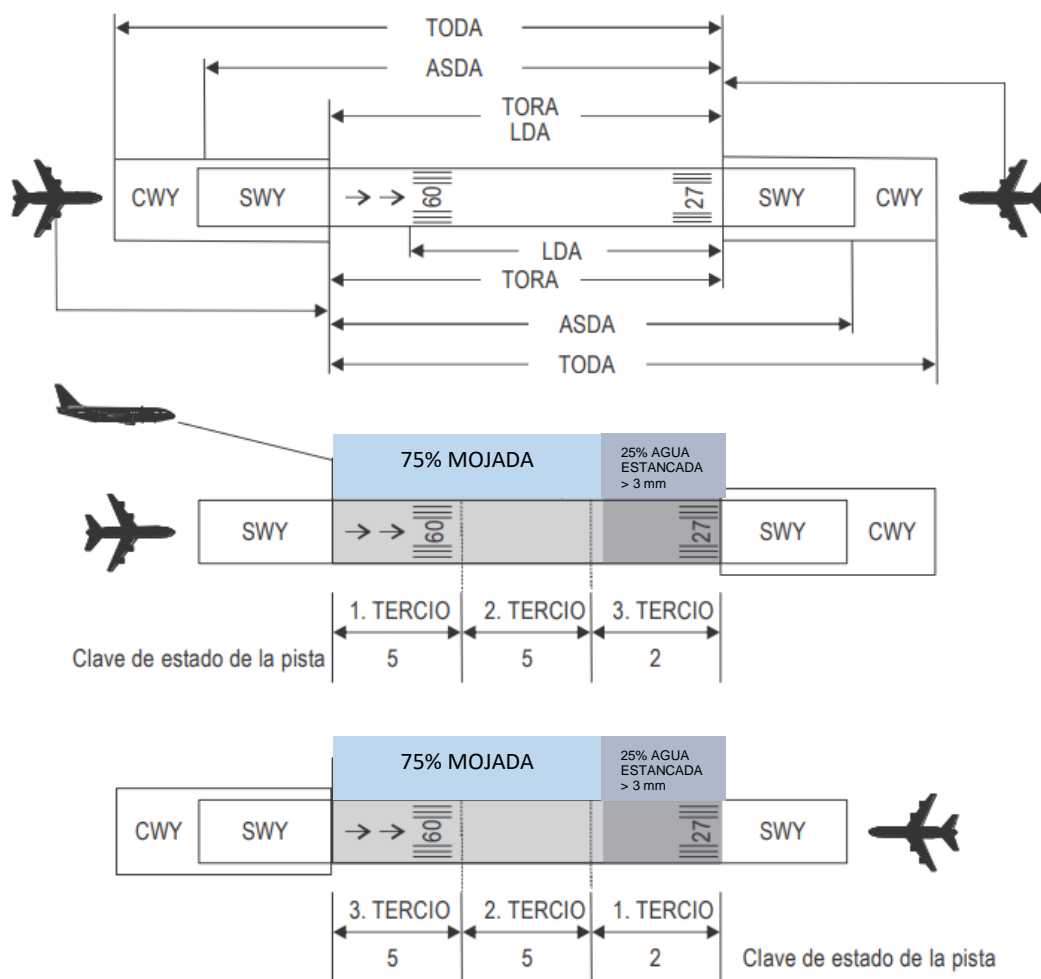 TODA
ASDA
TORA
LDA
CWY SWY 09 27 SWY CWY
LDA
TORA
ASDA
TODA
75% MOJADA
25% AGUA
ESTANCADA
> 3 mm
SWY 09 27 SWY CWY
1. TERCIO 2. TERCIO 3. TERCIO
Clave de estado de la pista 5 5 2
75% MOJADA
25% AGUA
ESTANCADA
> 3 mm
CWY SWY 09 27 SWY
3. TERCIO 2. TERCIO 1. TERCIO
5 5 2 Clave de estado de la pista